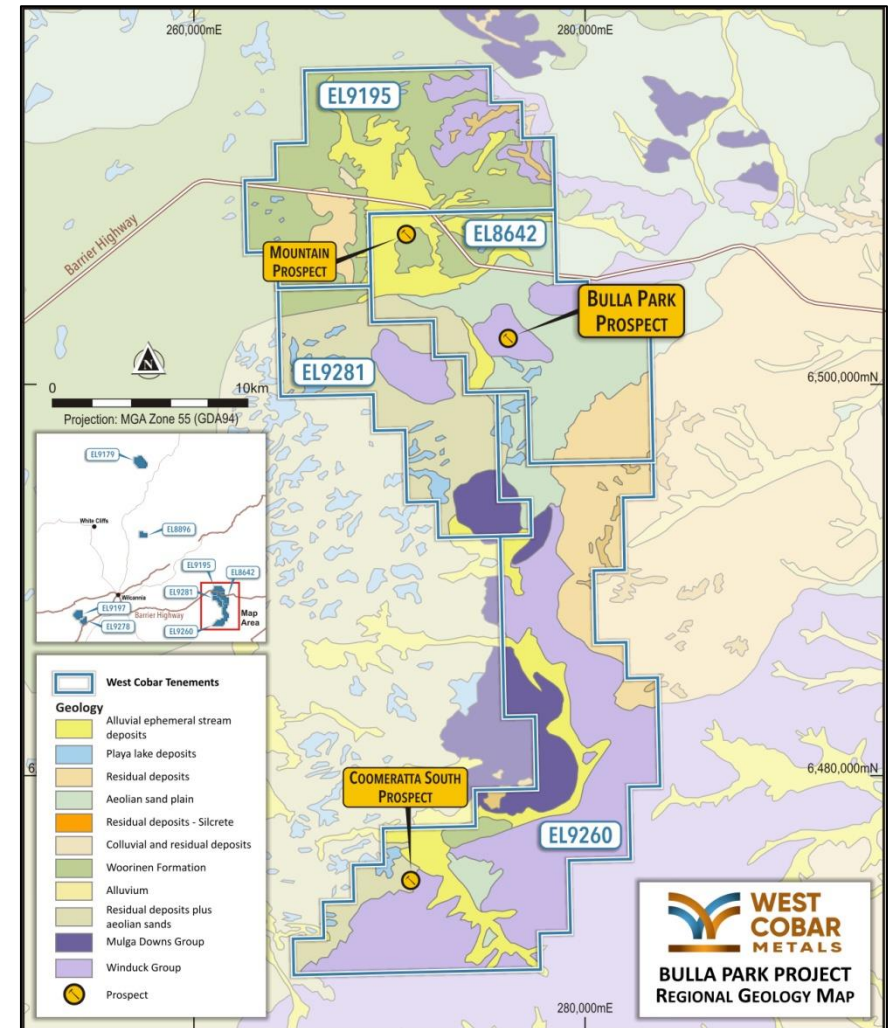 260,000mE
280,000mE
EL9195
Barrier Highway
EL8642
MOUNTAIN
PROSPECT
BULLA PARK
PROSPECT
EL9281
N
0 10km
6,500,000mN
Projection: MGA Zone 55 (GDA94)
EL9179
White Cliffs
EL8896
EL9195
EL8642
EL9281
Wilcannia
EL9197
Barrier Highway
Map
Area
EL9278
EL9260
West Cobar Tenements
Geology
Alluvial ephemeral stream
deposits
Playa lake deposits
Residual deposits
Aeolian sand plain
Residual deposits - Silcrete
Colluvial and residual deposits
Woorinen Formation
Alluvium
Residual deposits plus
aeolian sands
Mulga Downs Group
Winduck Group
Prospect
6
6,480,000mN
COOMERATTA SOUTH
PROSPECT
EL9260
WEST
COBAR
METALS
BULLA PARK PROJECT
REGIONAL GEOLOGY MAP
280,000mE